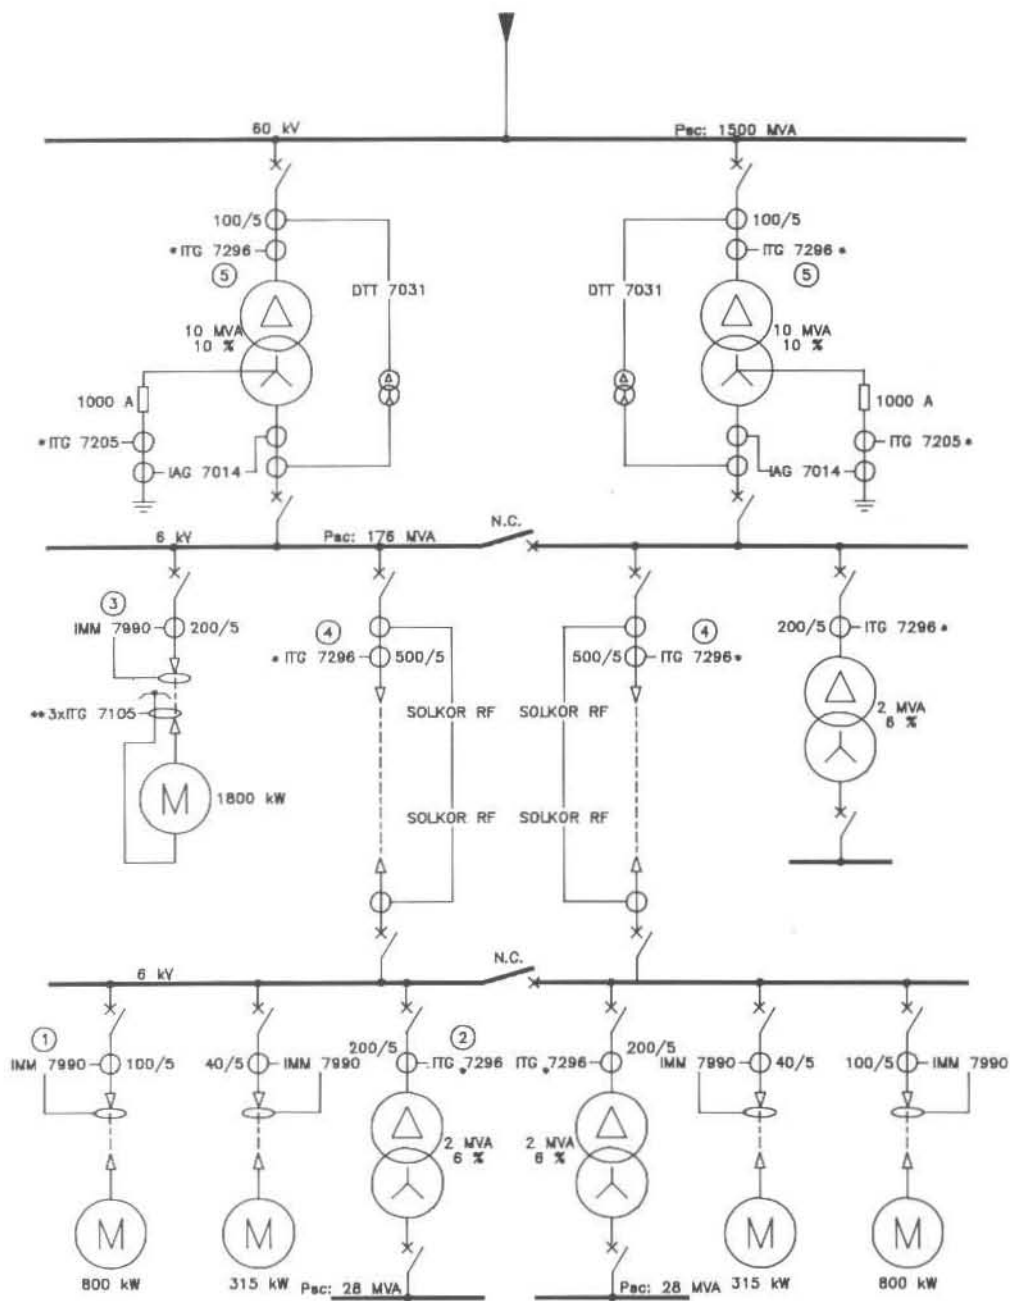 60 kV
Psc: 1500 MVA
100/5
100/5
* ITG 7296
ITG 7296 *
5
5
DTT 7031
DTT 7031
10 MVA
10 %
10 MVA
10 %
1000 A
1000 A
* ITG 7205
ITG 7205 *
IAG 7014
IAG 7014
N.C.
6 kV
Psc: 176 MVA
3
IMM 7990
200/5
4
4
200/5
ITG 7296 *
* ITG 7296
500/5
500/5
ITG 7296 *
** 3xITG 7105
SOLKOR RF
SOLKOR RF
2 MVA
6 %
M
1800 kW
SOLKOR RF
SOLKOR RF
N.C.
6 kV
1
2
200/5
200/5
IMM 7990
100/5
40/5
IMM 7990
ITG * 7296
ITG * 7296
IMM 7990
40/5
100/5
IMM 7990
2 MVA
6 %
2 MVA
6 %
M
M
M
M
800 kW
315 kW
Psc: 28 MVA
Psc: 28 MVA
315 kW
800 kW